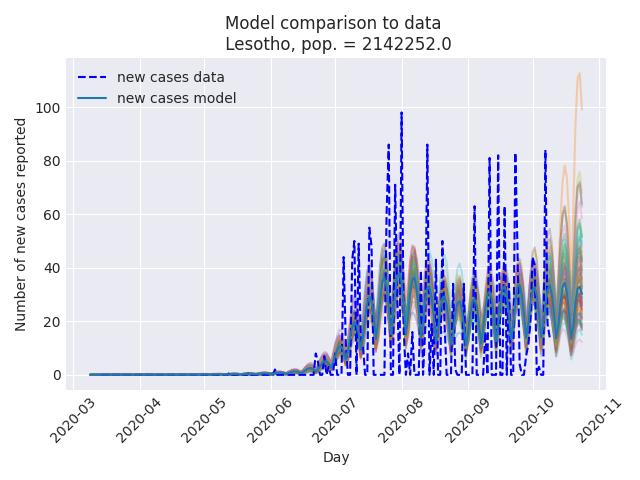 Model comparison to data
Lesotho, pop. = 2142252.0
new cases data
new cases model
Number of new cases reported
100
80
60
40
20
0
2020-03
2020-04
2020-05
2020-06
2020-07
2020-08
2020-09
2020-10
2020-11
Day